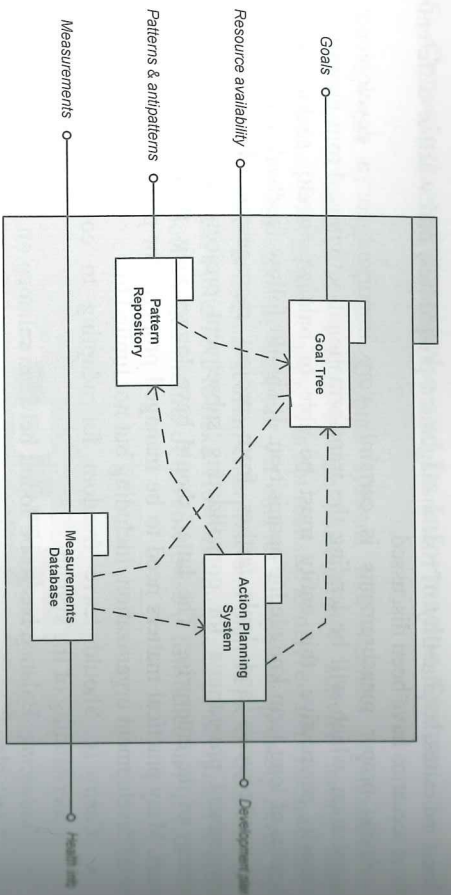 Goals
Resource availability
Patterns & antipatterns
Measurements
Goal Tree
Pattern
Repository
Action Planning
System
Measurements
Database
Development
Health